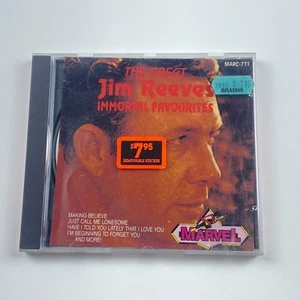 MARC-711
THE GREAT
Jim Reeves
IMMORTAL FAVOURITES
BRASHS
$7.95
REMOVABLE STICKER
MAKING BELIEVE
JUST CALL ME LONESOME
HAVE I TOLD YOU LATELY THAT I LOVE YOU
I'M BEGINNING TO FORGET YOU
AND MORE!
MARVEL